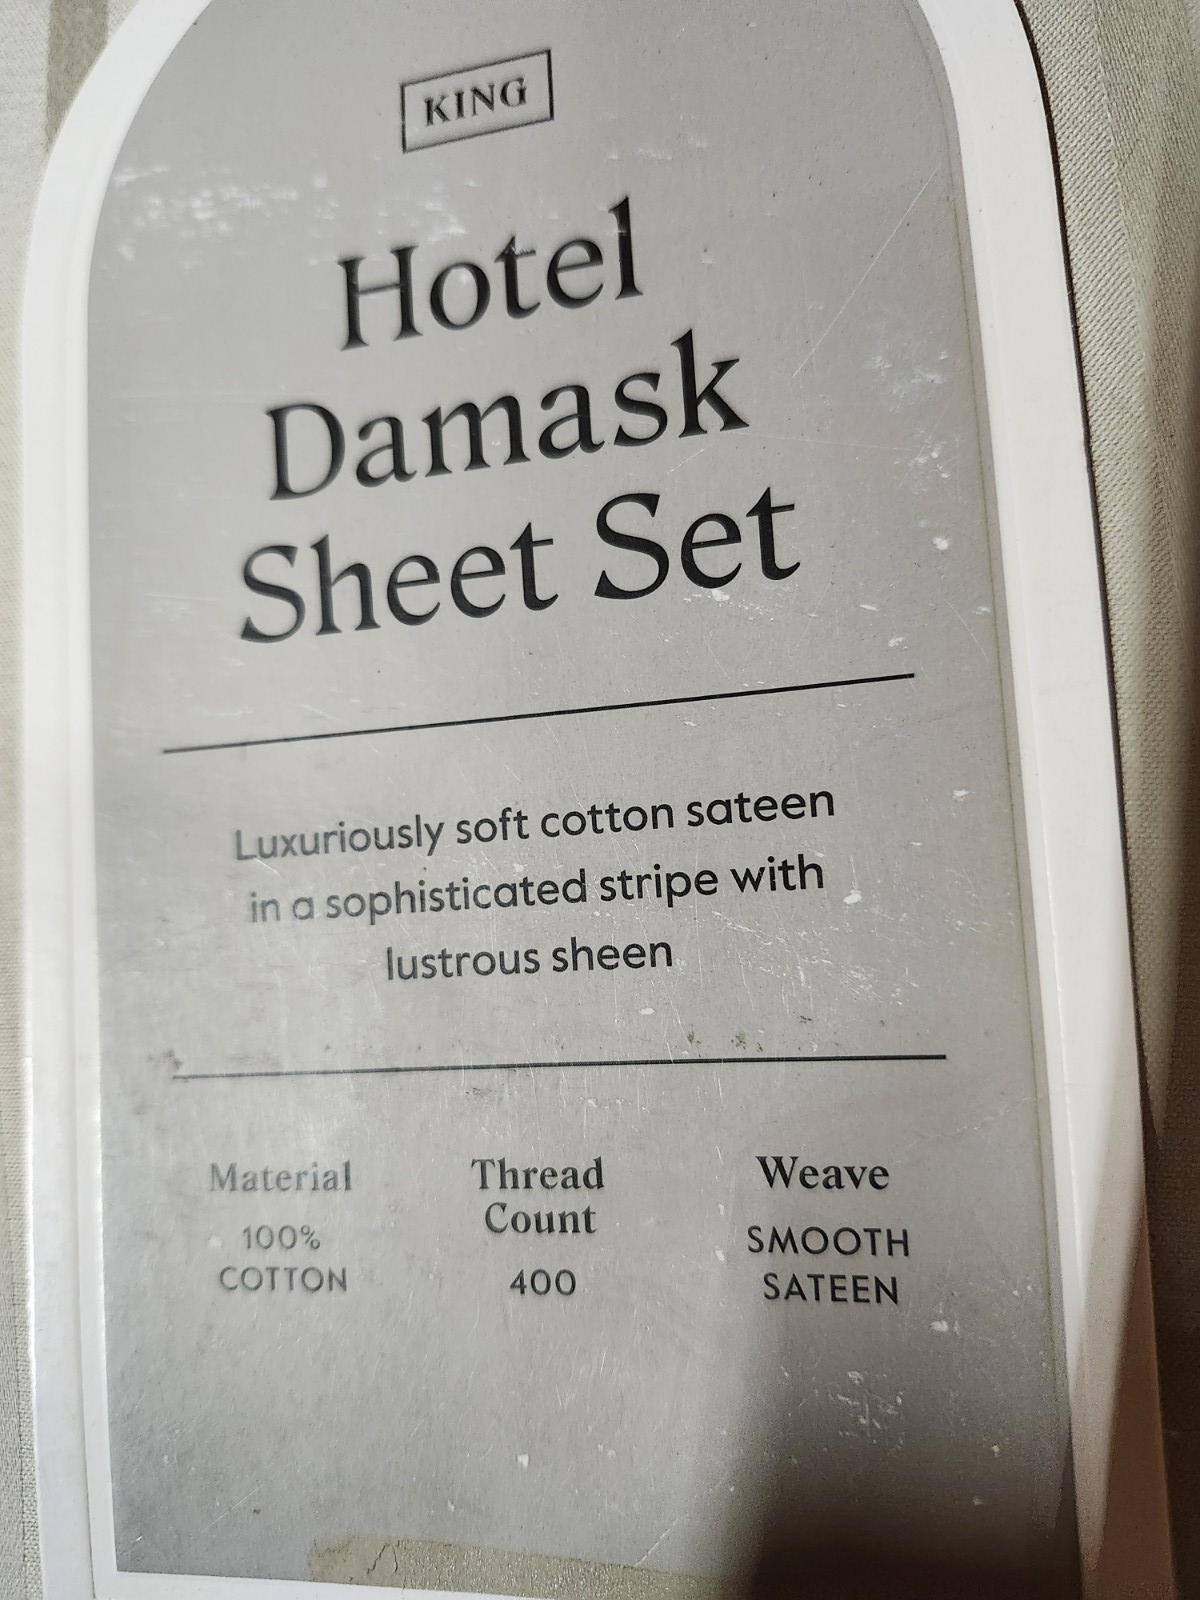 KING
Hotel
Damask
Sheet Set
Luxuriously soft cotton sateen
in a sophisticated stripe with
lustrous sheen
Material
100%
COTTON
Thread
Count
400
Weave
SMOOTH
SATEEN